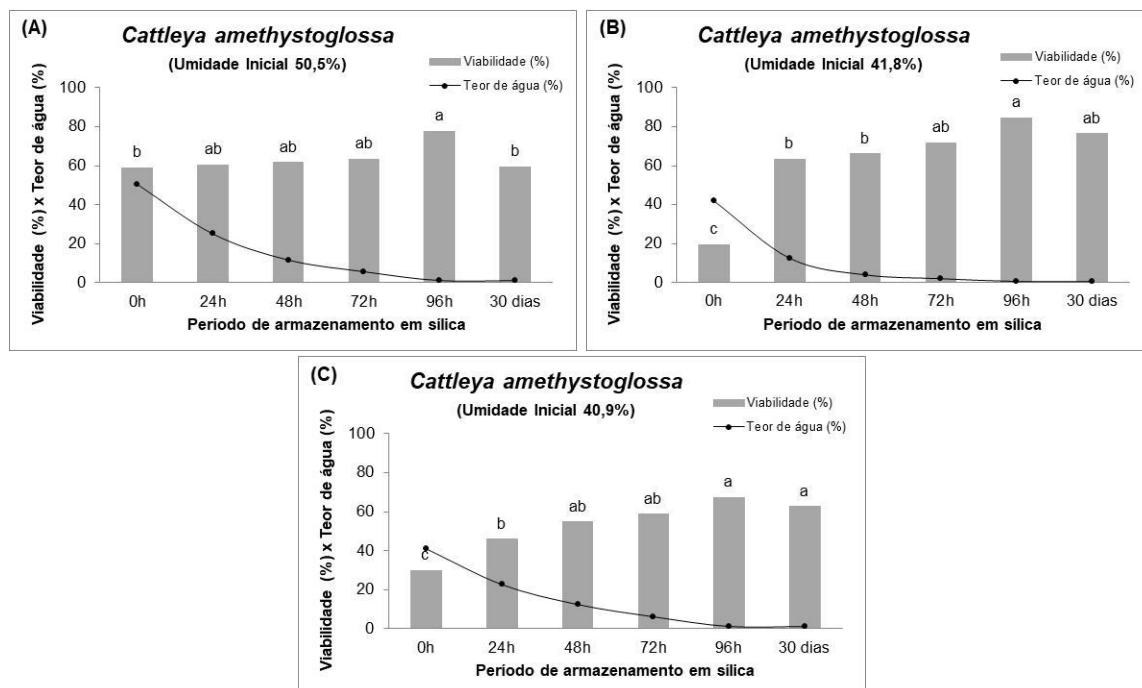 (A)
Cattleya amethystoglossa
(Umidade Inicial 50,5%)
Viabilidade (%)
Teor de água (%)
Viabilidade (%) x Teor de água (%)
100
80
60
40
20
0
b
ab
ab
ab
a
b
0h 24h 48h 72h 96h 30 dias
Período de armazenamento em sílica
(B)
Cattleya amethystoglossa
(Umidade Inicial 41,8%)
Viabilidade (%)
Teor de água (%)
Viabilidade (%) x Teor de água (%)
100
80
60
40
20
0
c
b
b
ab
a
ab
0h 24h 48h 72h 96h 30 dias
Período de armazenamento em sílica
(C)
Cattleya amethystoglossa
(Umidade Inicial 40,9%)
Viabilidade (%)
Teor de água (%)
Viabilidade (%) x Teor de água (%)
100
80
60
40
20
0
c
b
ab
ab
a
a
0h 24h 48h 72h 96h 30 dias
Período de armazenamento em sílica